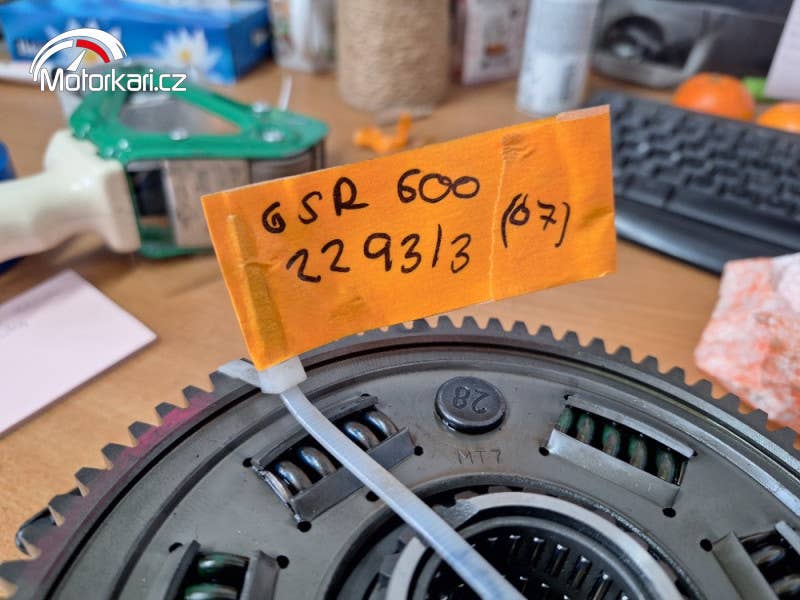 Motorkari.cz
GSR 600
229313 (07)
28
MT7